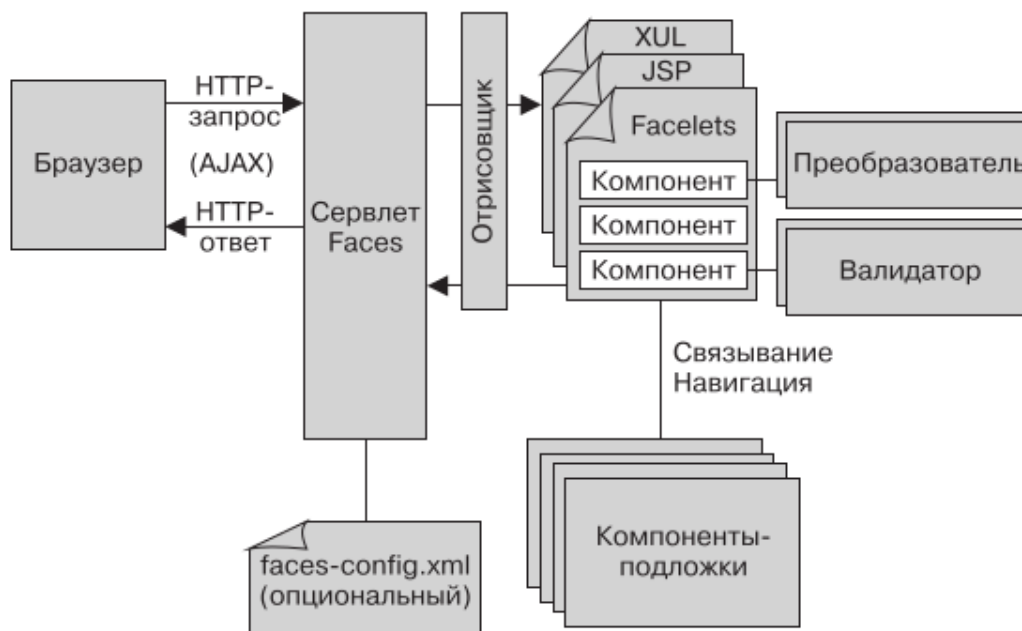 XUL
JSP
Facelets
Браузер
HTTP-
запрос
(AJAX)
HTTP-
ответ
Сервлет
Faces
Отрисовщик
Компонент
Компонент
Компонент
Преобразователь
Валидатор
Связывание
Навигация
faces-config.xml
(опциональный)
Компоненты-
подложки